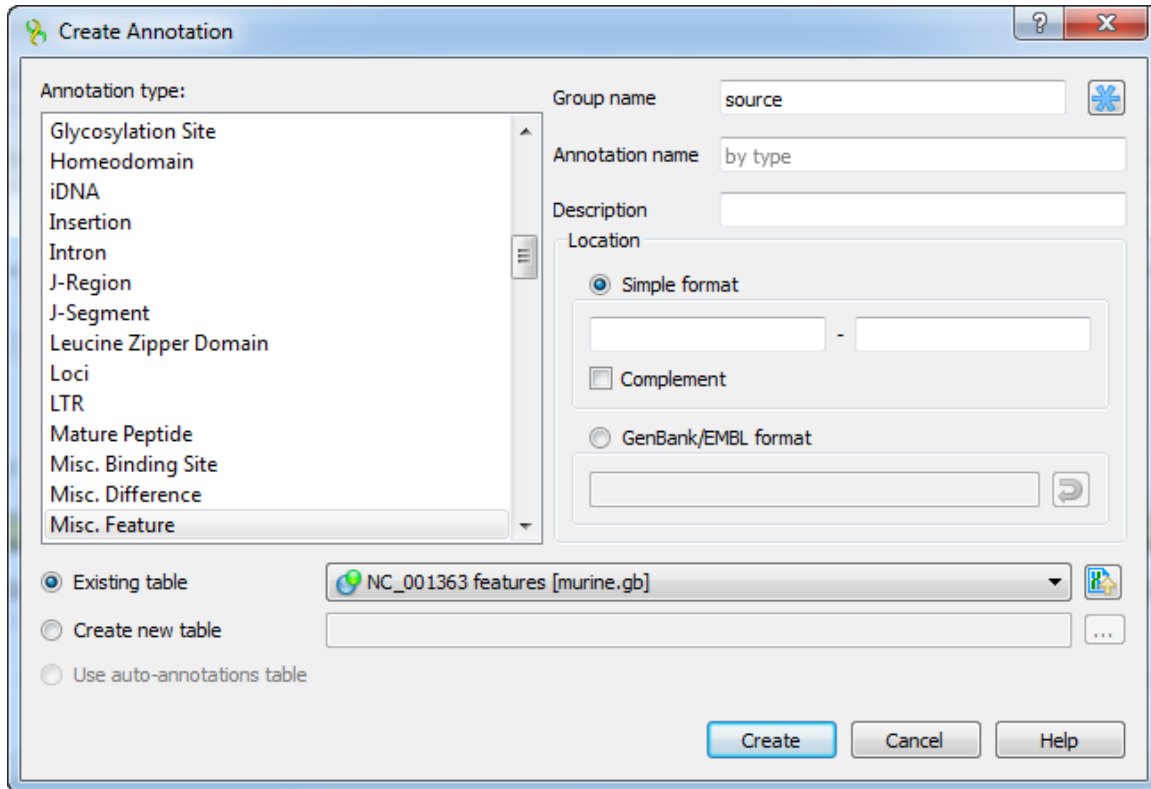 Create Annotation
Annotation type:
Glycosylation Site
Homeodomain
iDNA
Insertion
Intron
J-Region
J-Segment
Leucine Zipper Domain
Loci
LTR
Mature Peptide
Misc. Binding Site
Misc. Difference
Misc. Feature
Group name source
Annotation name by type
Description
Location
Simple format
-
Complement
GenBank/EMBL format
Existing table NC_001363 features [murine.gb]
Create new table ...
Use auto-annotations table
Create Cancel Help